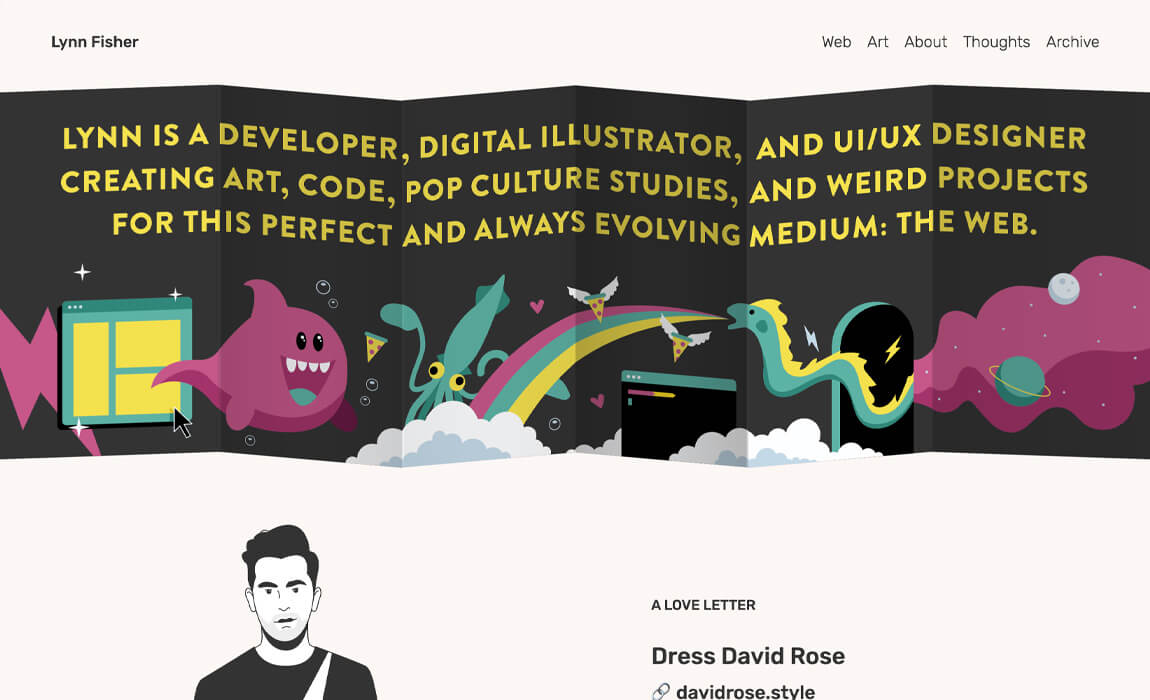 Lynn Fisher
Web Art About Thoughts Archive
LYNN IS A DEVELOPER, DIGITAL ILLUSTRATOR, AND UI/UX DESIGNER
CREATING ART, CODE, POP CULTURE STUDIES, AND WEIRD PROJECTS
FOR THIS PERFECT AND ALWAYS EVOLVING MEDIUM: THE WEB.
A LOVE LETTER
Dress David Rose
davidrose.style